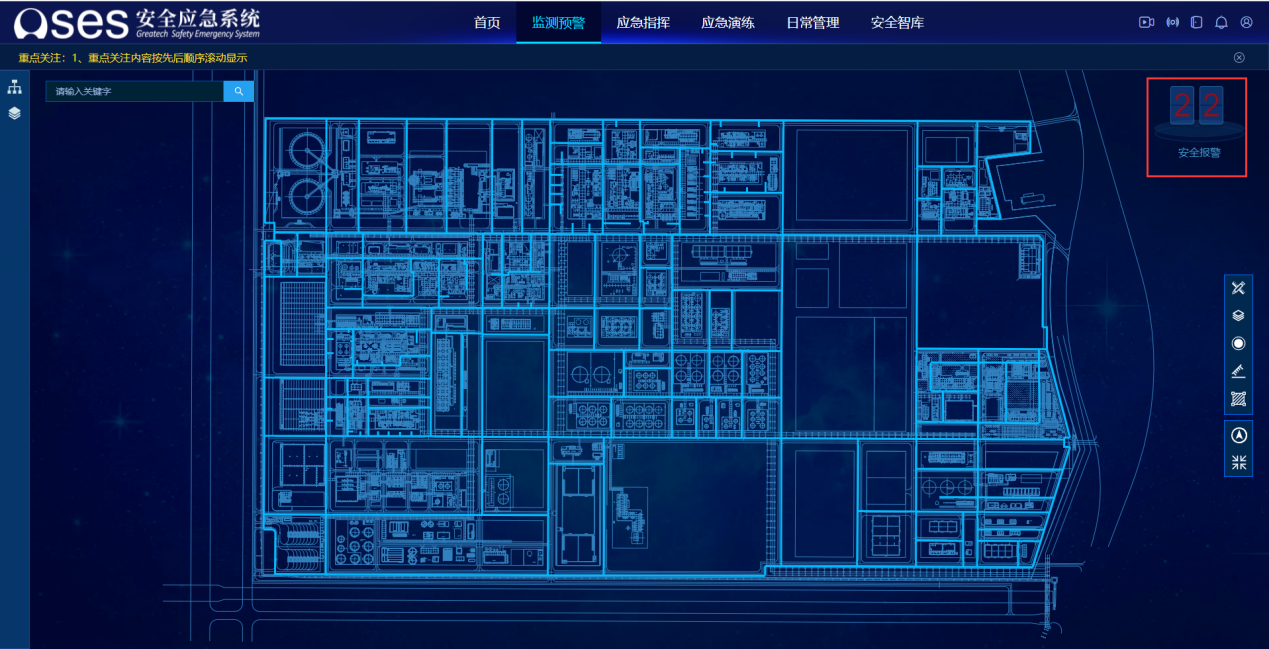 OSES 安全应急系统
Greatech Safety Emergency System
首页 监测预警 应急指挥 应急演练 日常管理 安全智库
重点关注：1、重点关注内容按先后顺序滚动显示
请输入关键字
22
安全报警